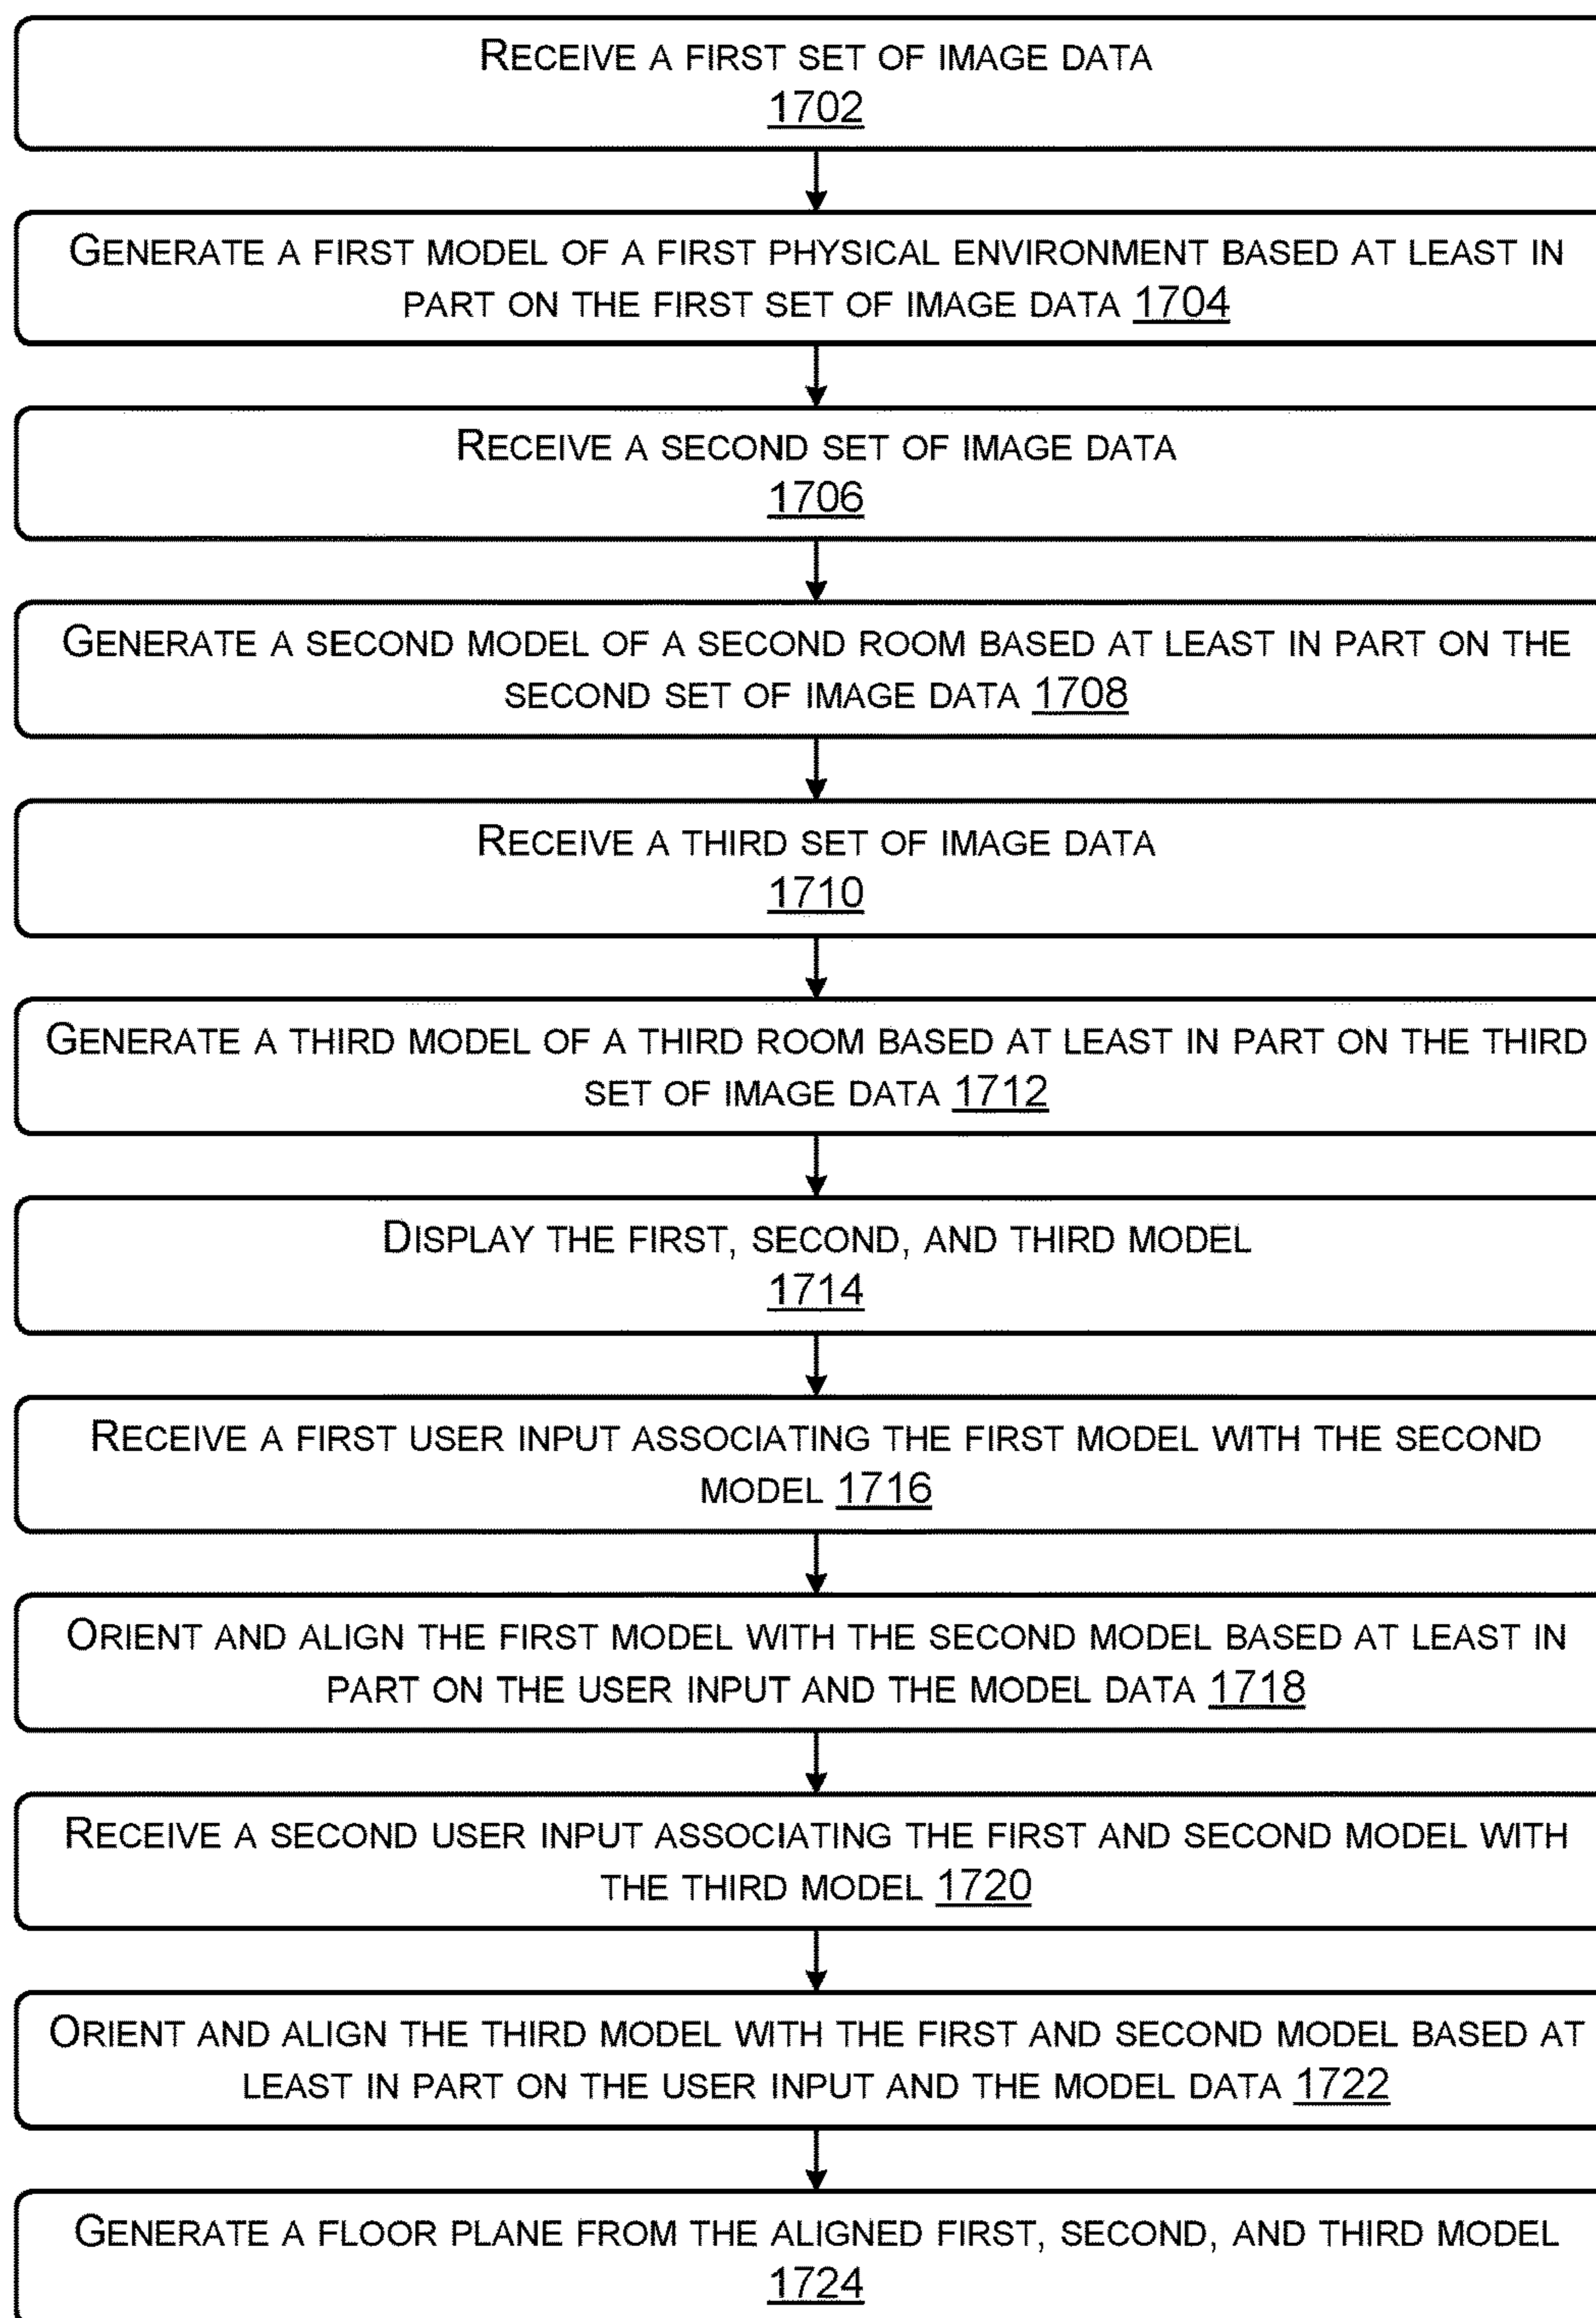 RECEIVE A FIRST SET OF IMAGE DATA
1702
GENERATE A FIRST MODEL OF A FIRST PHYSICAL ENVIRONMENT BASED AT LEAST IN
PART ON THE FIRST SET OF IMAGE DATA 1704
RECEIVE A SECOND SET OF IMAGE DATA
1706
GENERATE A SECOND MODEL OF A SECOND ROOM BASED AT LEAST IN PART ON THE
SECOND SET OF IMAGE DATA 1708
RECEIVE A THIRD SET OF IMAGE DATA
1710
GENERATE A THIRD MODEL OF A THIRD ROOM BASED AT LEAST IN PART ON THE THIRD
SET OF IMAGE DATA 1712
DISPLAY THE FIRST, SECOND, AND THIRD MODEL
1714
RECEIVE A FIRST USER INPUT ASSOCIATING THE FIRST MODEL WITH THE SECOND
MODEL 1716
ORIENT AND ALIGN THE FIRST MODEL WITH THE SECOND MODEL BASED AT LEAST IN
PART ON THE USER INPUT AND THE MODEL DATA 1718
RECEIVE A SECOND USER INPUT ASSOCIATING THE FIRST AND SECOND MODEL WITH
THE THIRD MODEL 1720
ORIENT AND ALIGN THE THIRD MODEL WITH THE FIRST AND SECOND MODEL BASED AT
LEAST IN PART ON THE USER INPUT AND THE MODEL DATA 1722
GENERATE A FLOOR PLANE FROM THE ALIGNED FIRST, SECOND, AND THIRD MODEL
1724